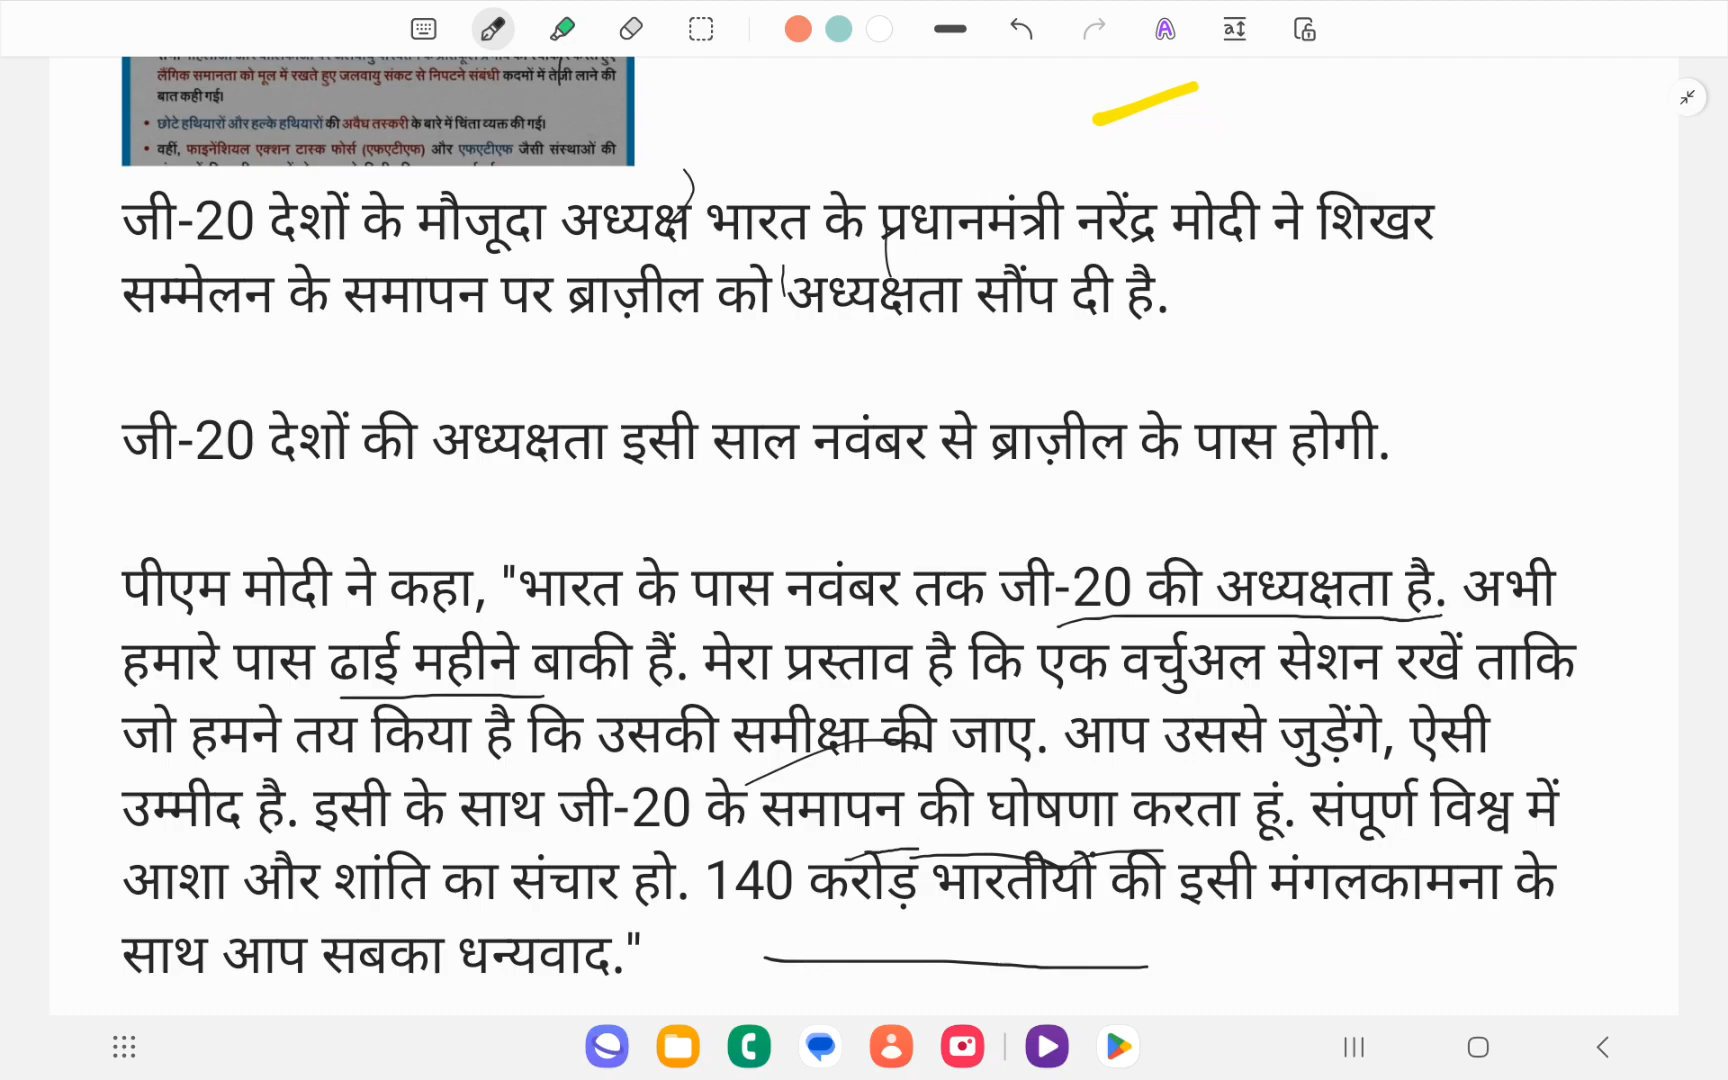 लैंगिक समानता को मूल में रखते हुए जलवायु संकट से निपटने संबंधी कदमों में तेजी लाने की
बात कही गई।
• छोटे हथियारों और हल्के हथियारों की अवैध तस्करी के बारे में चिंता व्यक्त की गई।
• वहीं, फाइनेंशियल एक्शन टास्क फोर्स (एफएटीएफ) और एफएटीएफ जैसी संस्थाओं की
जी-20 देशों के मौजूदा अध्यक्ष भारत के प्रधानमंत्री नरेंद्र मोदी ने शिखर
सम्मेलन के समापन पर ब्राज़ील को अध्यक्षता सौंप दी है.
जी-20 देशों की अध्यक्षता इसी साल नवंबर से ब्राज़ील के पास होगी.
पीएम मोदी ने कहा, "भारत के पास नवंबर तक जी-20 की अध्यक्षता है. अभी
हमारे पास ढाई महीने बाकी हैं. मेरा प्रस्ताव है कि एक वर्चुअल सेशन रखें ताकि
जो हमने तय किया है कि उसकी समीक्षा की जाए. आप उससे जुड़ेंगे, ऐसी
उम्मीद है. इसी के साथ जी-20 के समापन की घोषणा करता हूं. संपूर्ण विश्व में
आशा और शांति का संचार हो. 140 करोड़ भारतीयों की इसी मंगलकामना के
साथ आप सबका धन्यवाद."